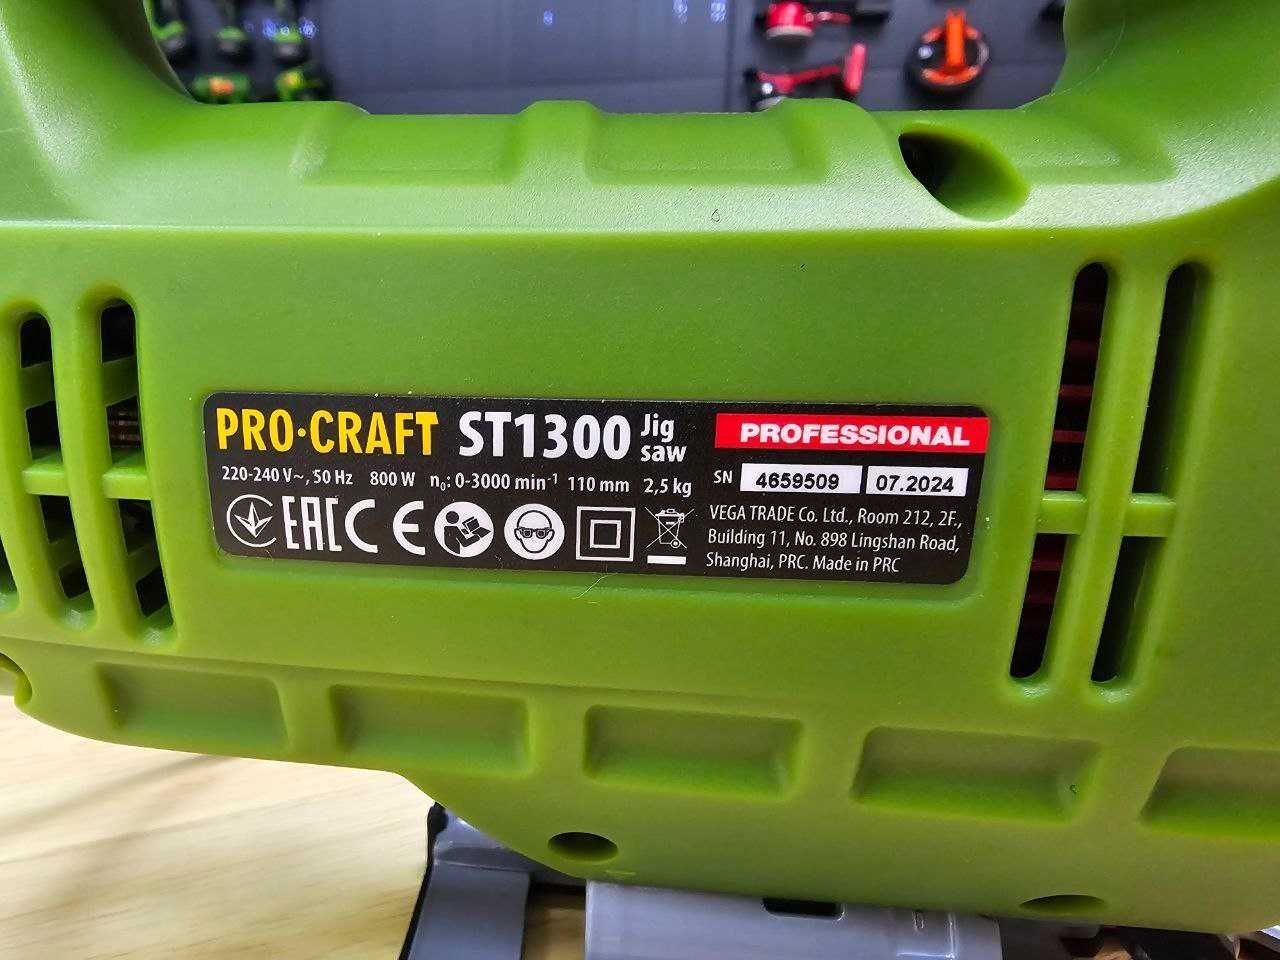 PRO·CRAFT ST1300 Jig saw
220-240 V~, 50 Hz 800 W n₀: 0-3000 min⁻¹ 110 mm 2,5 kg
EAC CE
PROFESSIONAL
SN 4659509 07.2024
VEGA TRADE Co. Ltd., Room 212, 2F.,
Building 11, No. 898 Lingshan Road,
Shanghai, PRC. Made in PRC